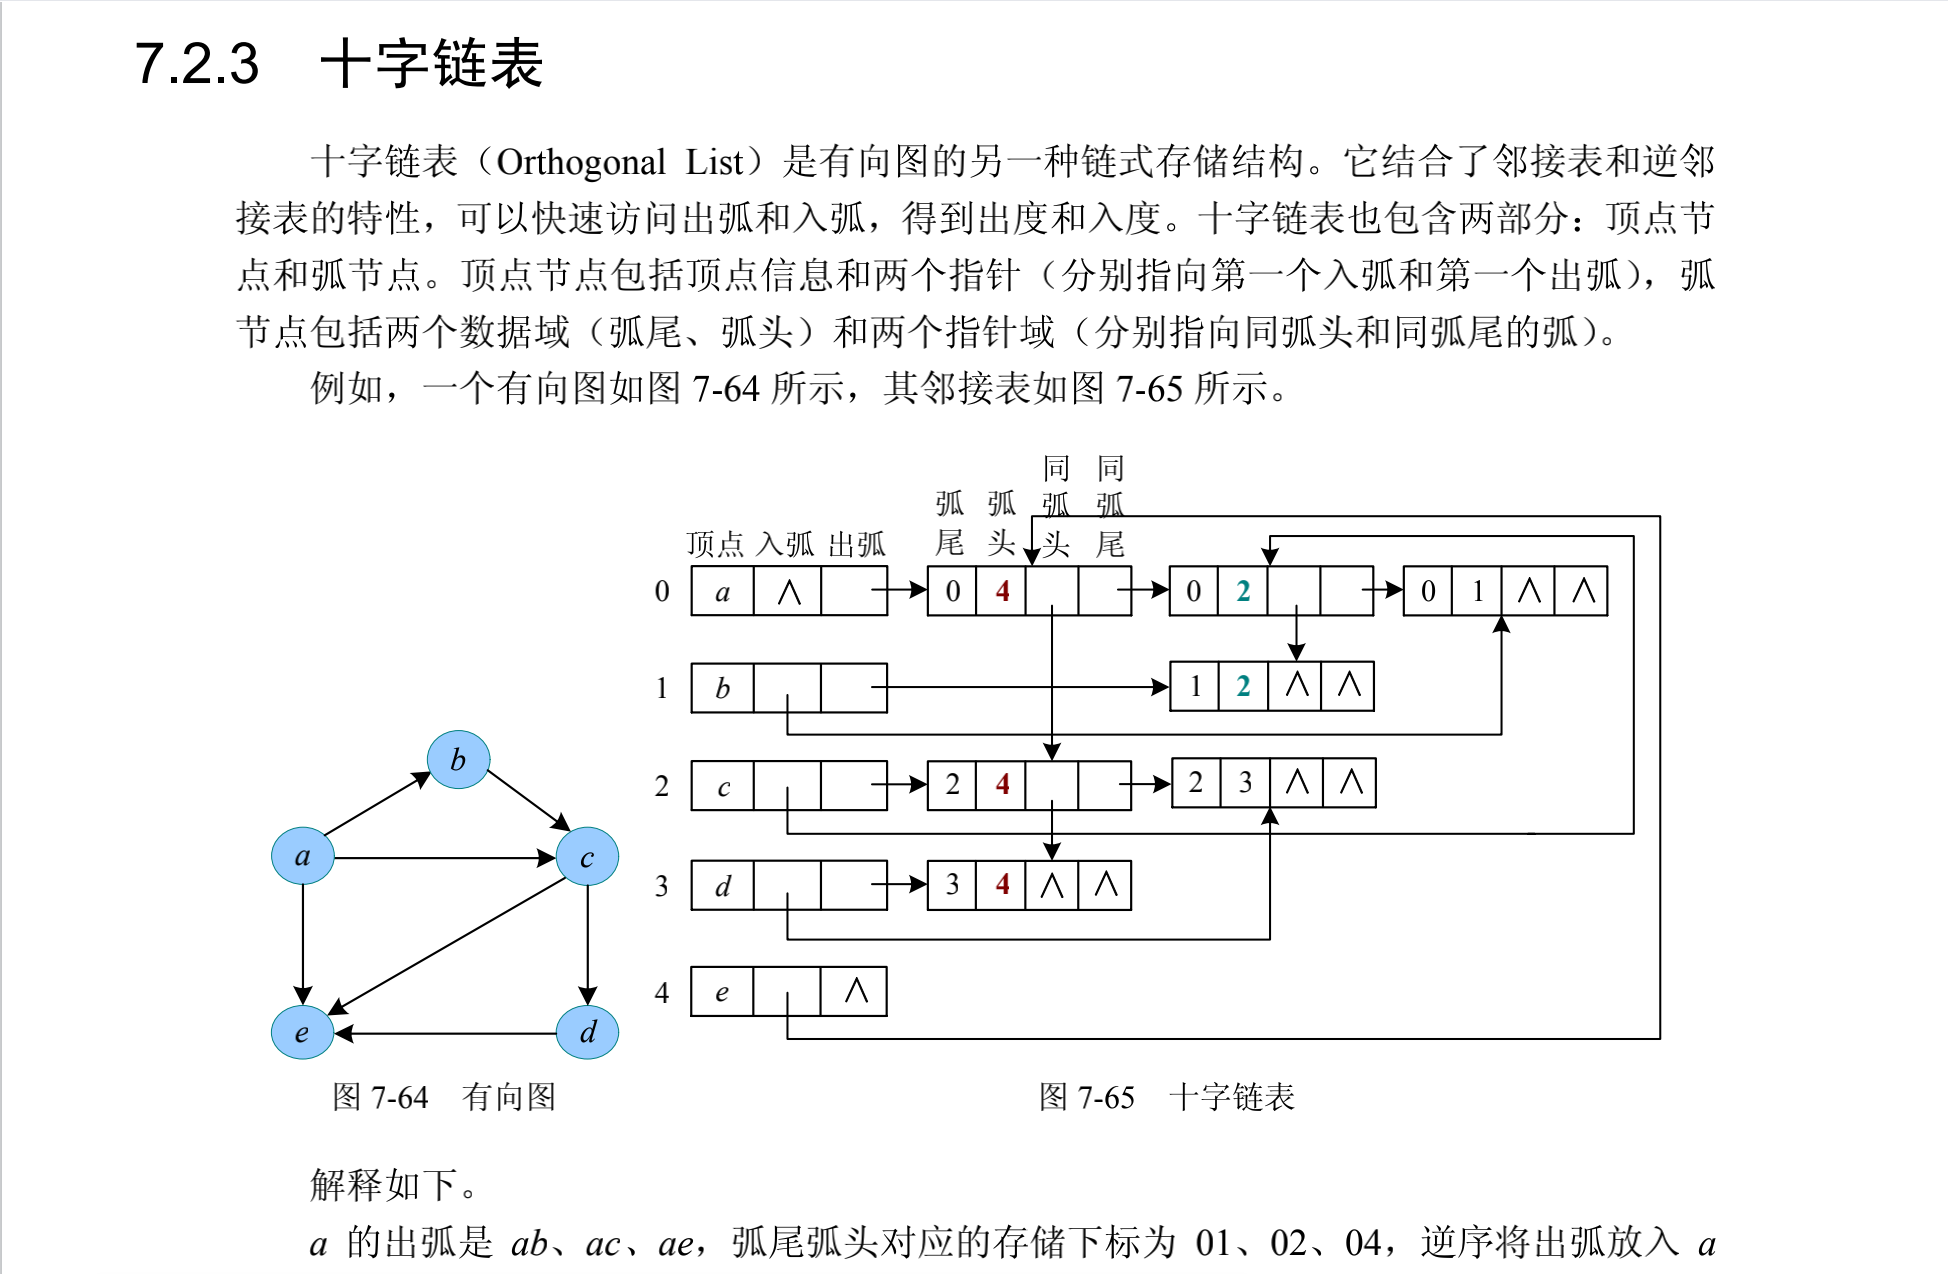 7.2.3 十字链表
十字链表（Orthogonal List）是有向图的另一种链式存储结构。它结合了邻接表和逆邻
接表的特性，可以快速访问出弧和入弧，得到出度和入度。十字链表也包含两部分：顶点节
点和弧节点。顶点节点包括顶点信息和两个指针（分别指向第一个入弧和第一个出弧），弧
节点包括两个数据域（弧尾、弧头）和两个指针域（分别指向同弧头和同弧尾的弧）。
例如，一个有向图如图 7-64 所示，其邻接表如图 7-65 所示。
b
a
c
e
d
图 7-64 有向图
顶点 入弧 出弧 弧尾 弧头 同弧头 同弧尾
0 a ∧ 0 4 0 2 0 1 ∧ ∧
1 b 1 2 ∧ ∧
2 c 2 4 2 3 ∧ ∧
3 d 3 4 ∧ ∧
4 e ∧
图 7-65 十字链表
解释如下。
a 的出弧是 ab、ac、ae，弧尾弧头对应的存储下标为 01、02、04，逆序将出弧放入 a